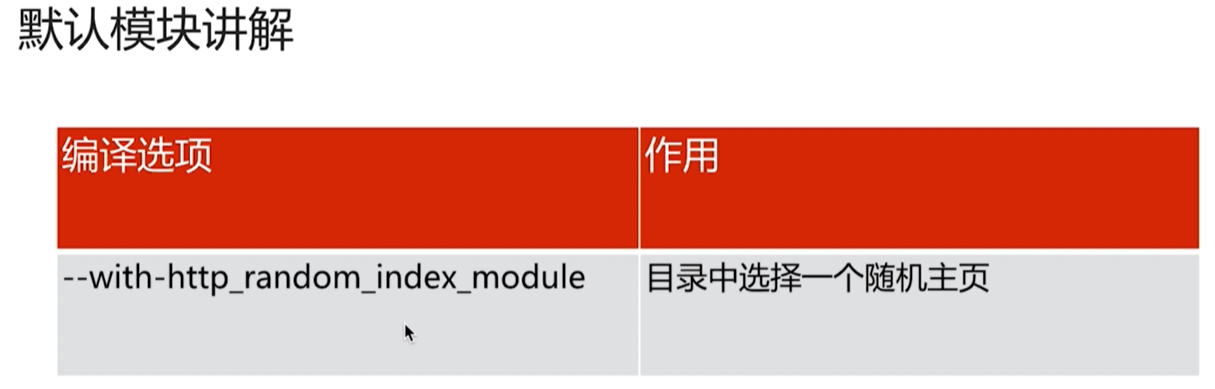 默认模块讲解
编译选项
作用
--with-http_random_index_module
目录中选择一个随机主页